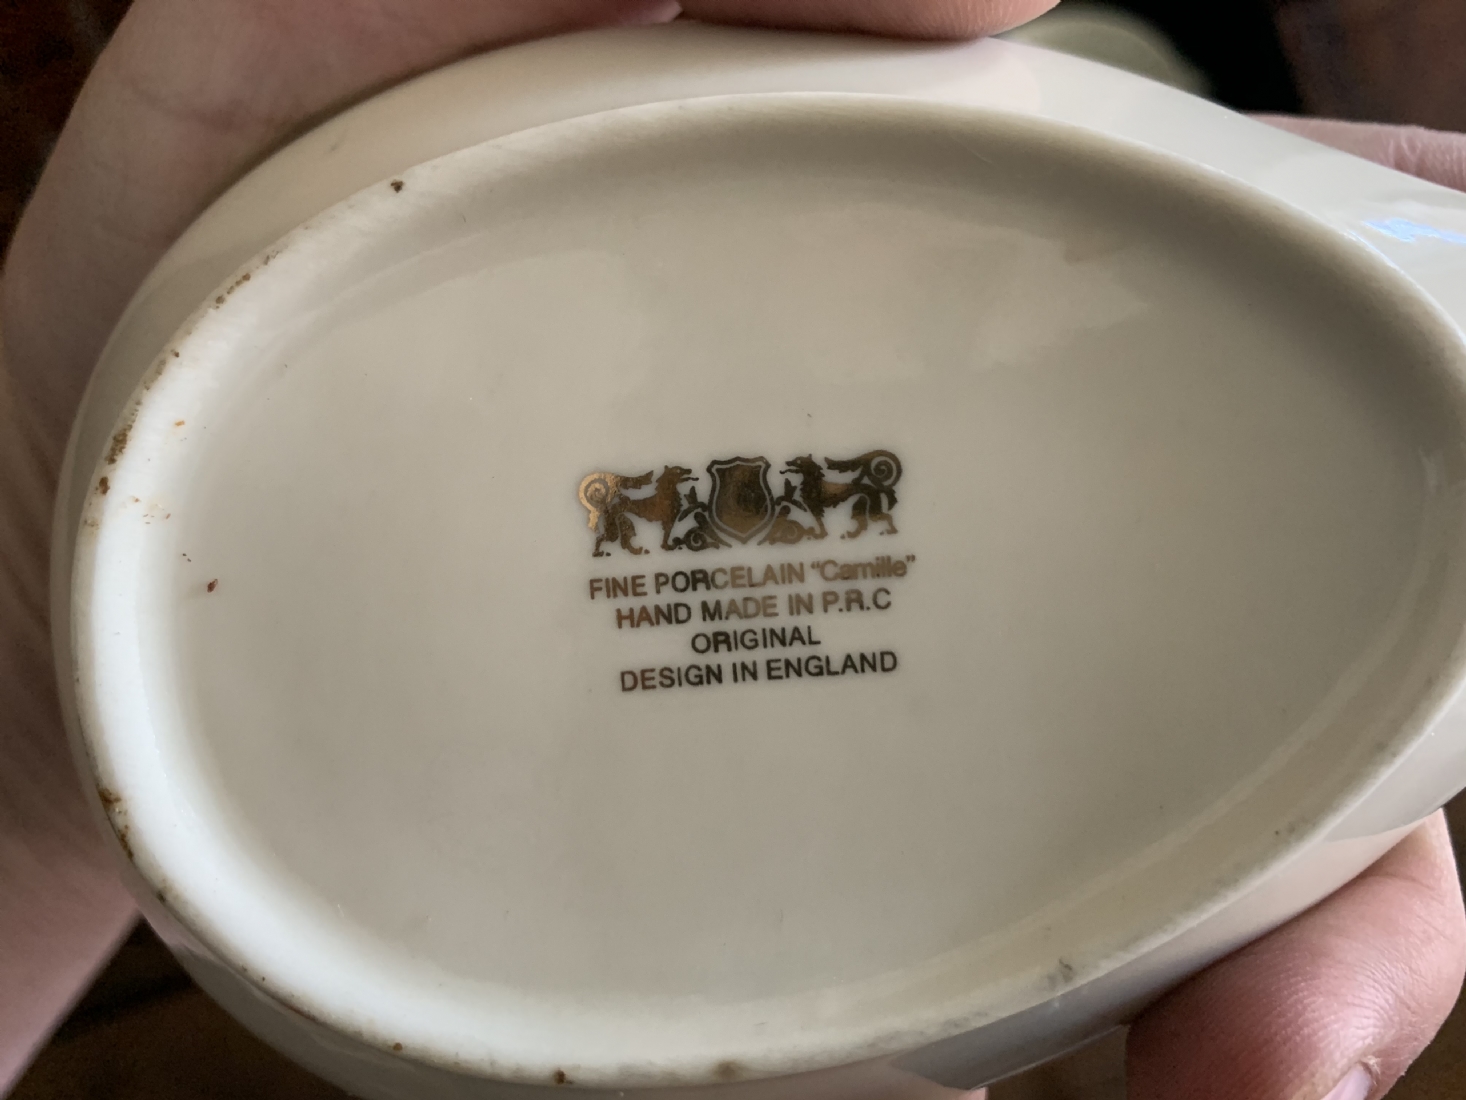 FINE PORCELAIN “Camille”
HAND MADE IN P.R.C
ORIGINAL
DESIGN IN ENGLAND